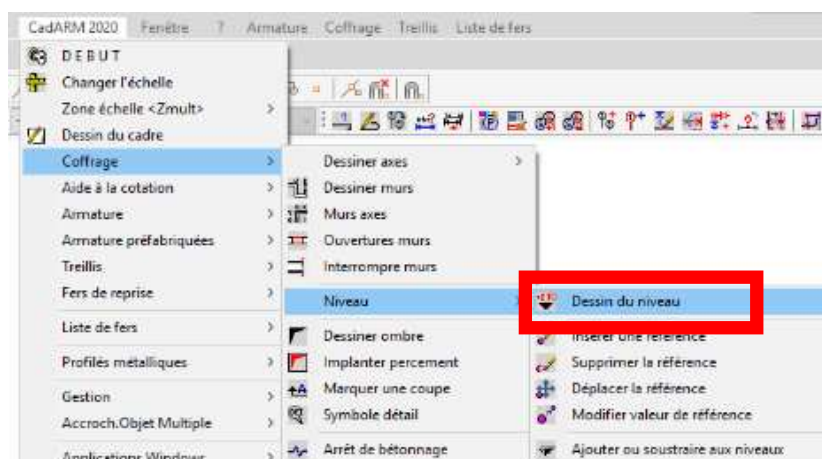 CadARM 2020 Fenêtre ? Armature Coffrage Treillis Liste de fers
DEBUT
Changer l'échelle
Zone échelle <Zmult> >
Dessin du cadre
Coffrage >
Aide à la cotation >
Armature >
Armature préfabriquées >
Treillis >
Fers de reprise >
Liste de fers >
Profilés métalliques >
Gestion >
Accroch.Objet Multiple >
Applications Windows >
Dessiner axes >
Dessiner murs
Murs axes
Ouvertures murs
Interrompre murs
Niveau
Dessiner ombre
Implanter percement
Marquer une coupe
Symbole détail
Arrêt de bétonnage
Dessin du niveau
Insérer une référence
Supprimer la référence
Déplacer la référence
Modifier valeur de référence
Ajouter ou soustraire aux niveaux